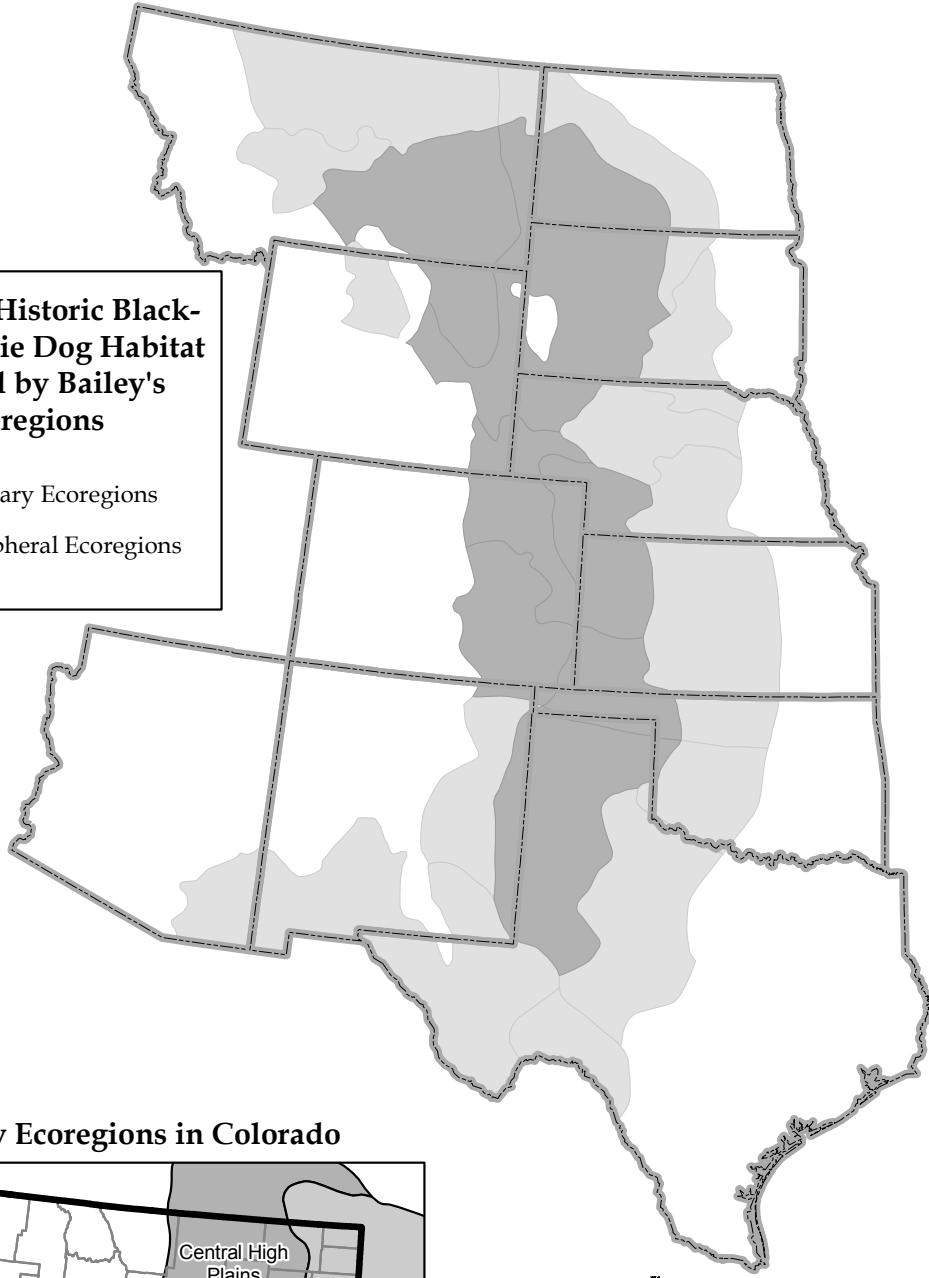 Historic Black-
ie Dog Habitat
l by Bailey's
regions
ary Ecoregions
pheral Ecoregions
y Ecoregions in Colorado
Central High
Plains